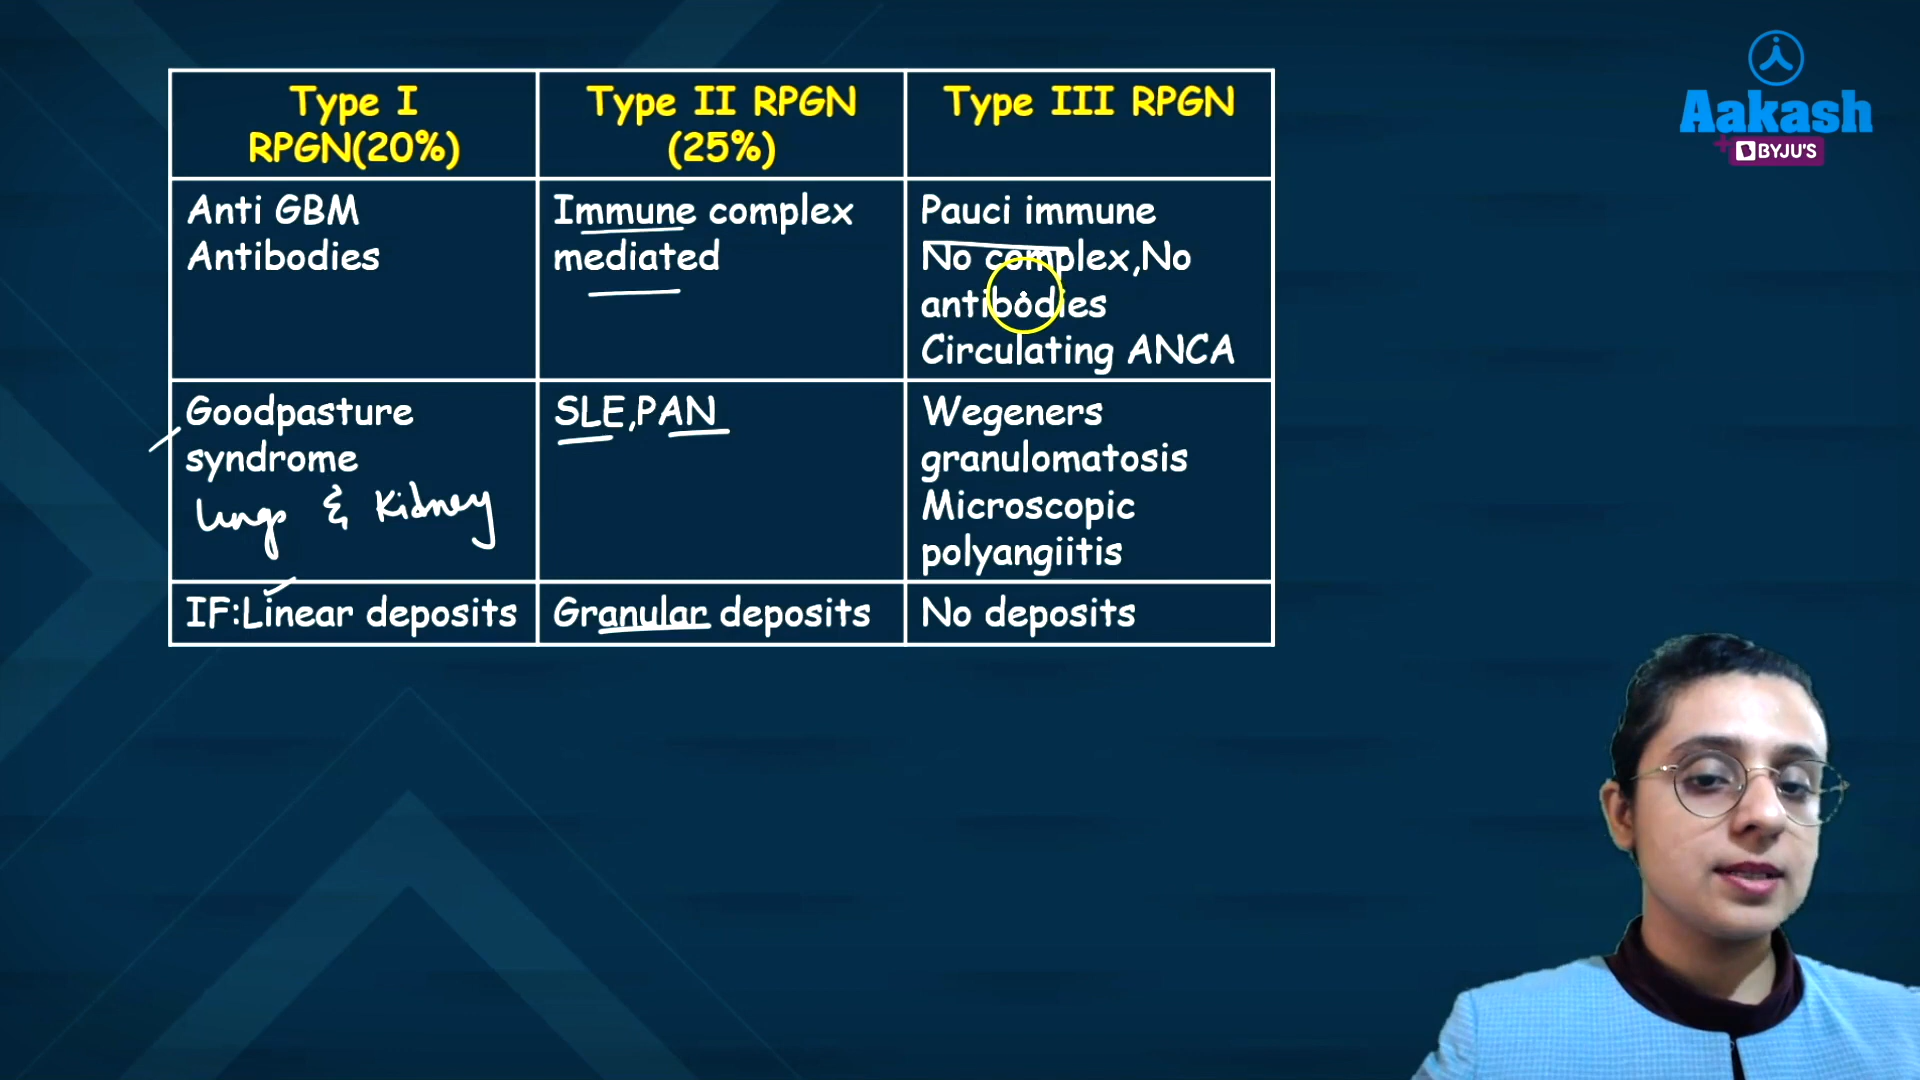 Type I
RPGN(20%)
Type II RPGN
(25%)
Type III RPGN
Anti GBM
Antibodies
Immune complex
mediated
Pauci immune
No complex,No
antibodies
Circulating ANCA
Goodpasture
syndrome
Lungs & Kidney
SLE,PAN
Wegeners
granulomatosis
Microscopic
polyangiitis
IF:Linear deposits
Granular deposits
No deposits
Aakash
+ BYJU'S